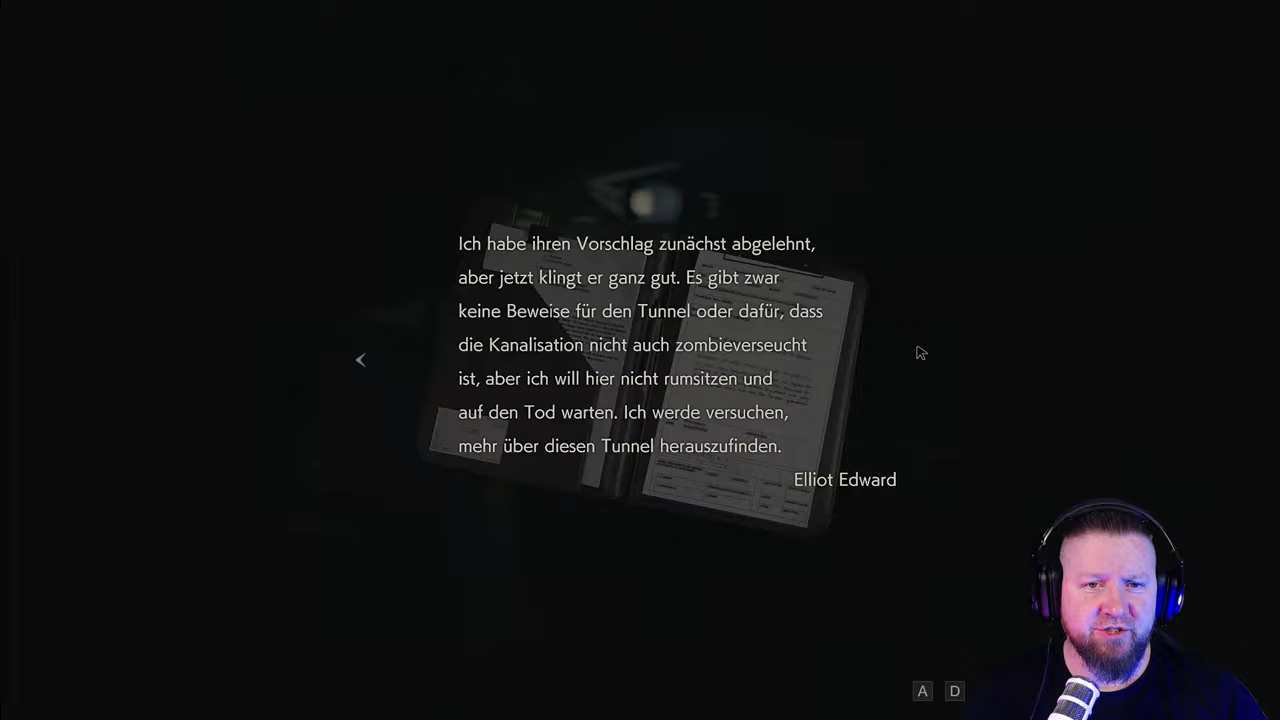 Ich habe ihren Vorschlag zunächst abgelehnt,
aber jetzt klingt er ganz gut. Es gibt zwar
keine Beweise für den Tunnel oder dafür, dass
die Kanalisation nicht auch zombieverseucht
ist, aber ich will hier nicht rumsitzen und
auf den Tod warten. Ich werde versuchen,
mehr über diesen Tunnel herauszufinden.
Elliot Edward
A D